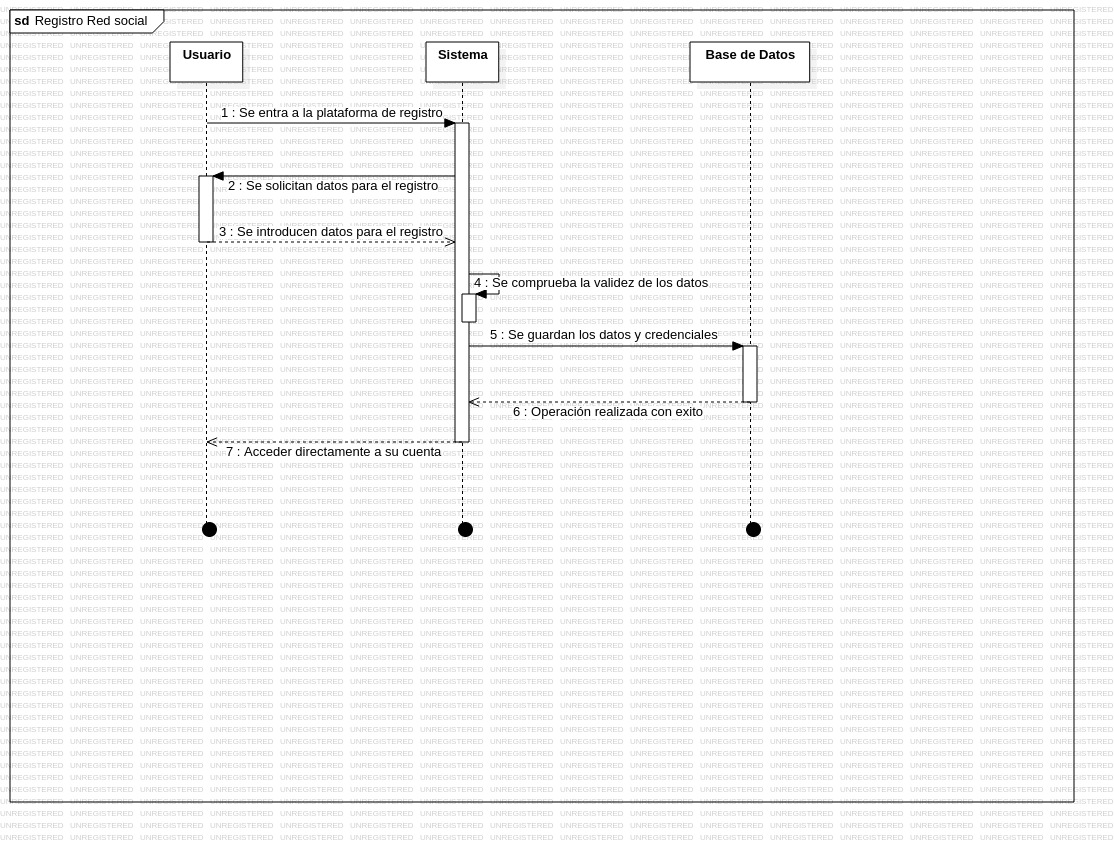 sd Registro Red social
Usuario
Sistema
Base de Datos
1 : Se entra a la plataforma de registro
2 : Se solicitan datos para el registro
3 : Se introducen datos para el registro
4 : Se comprueba la validez de los datos
5 : Se guardan los datos y credenciales
6 : Operación realizada con exito
7 : Acceder directamente a su cuenta
UNREGISTERED